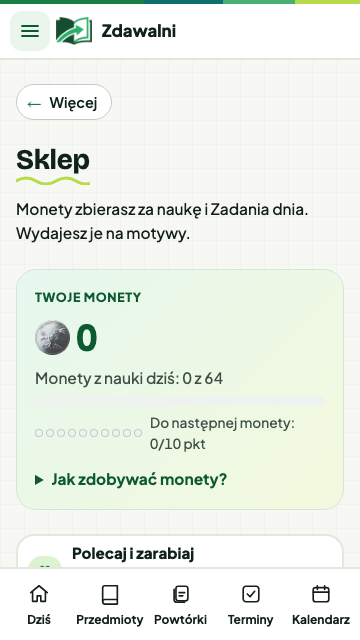 Zdawalni
← Więcej
Sklep
Monety zbierasz za naukę i Zadania dnia.
Wydajesz je na motywy.
TWOJE MONETY
0
Monety z nauki dziś: 0 z 64
Do następnej monety:
0/10 pkt
▶ Jak zdobywać monety?
Polecaj i zarabiaj
Dziś Przedmioty Powtórki Terminy Kalendarz